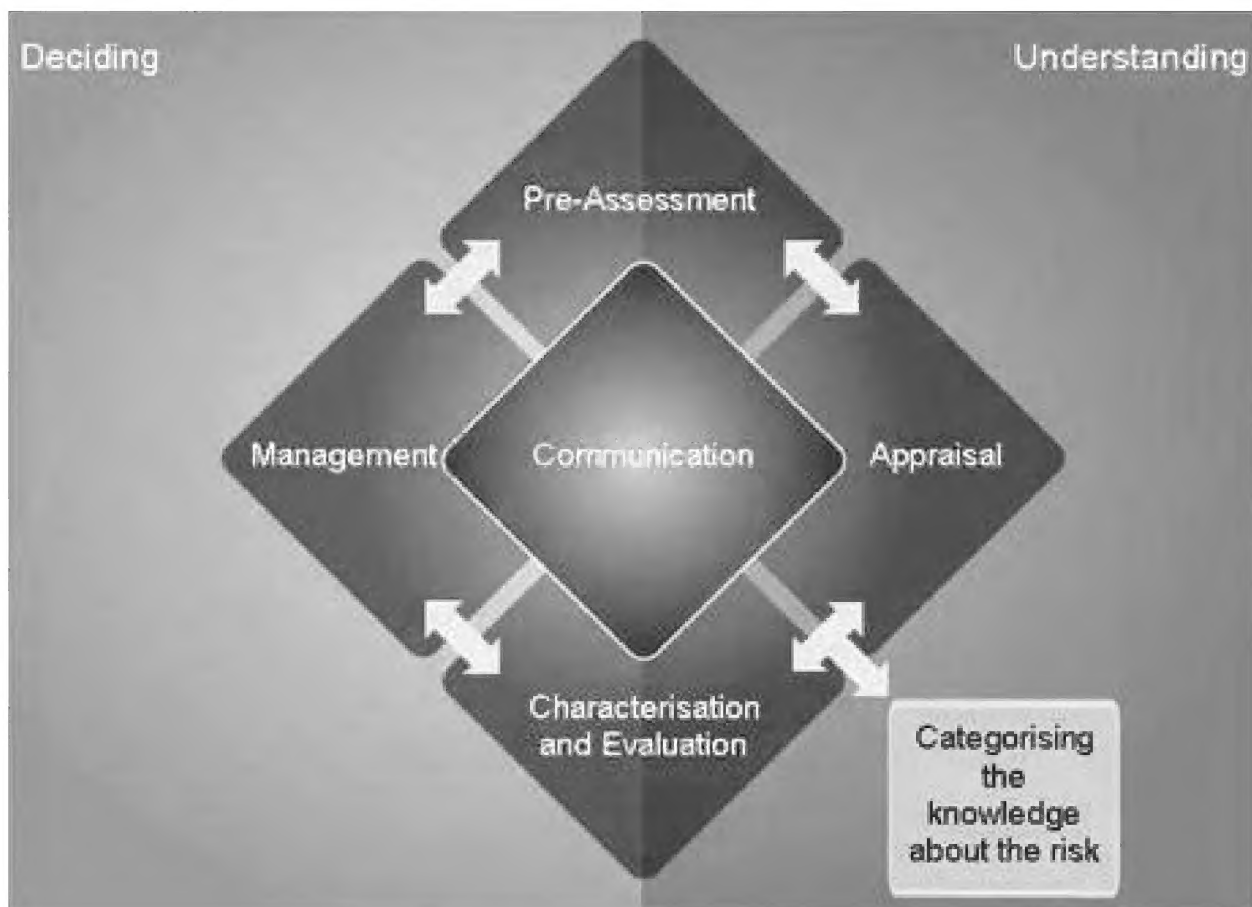 Deciding
Understanding
Pre-Assessment
Management
Communication
Appraisal
Characterisation
and Evaluation
Categorising
the
knowledge
about the risk